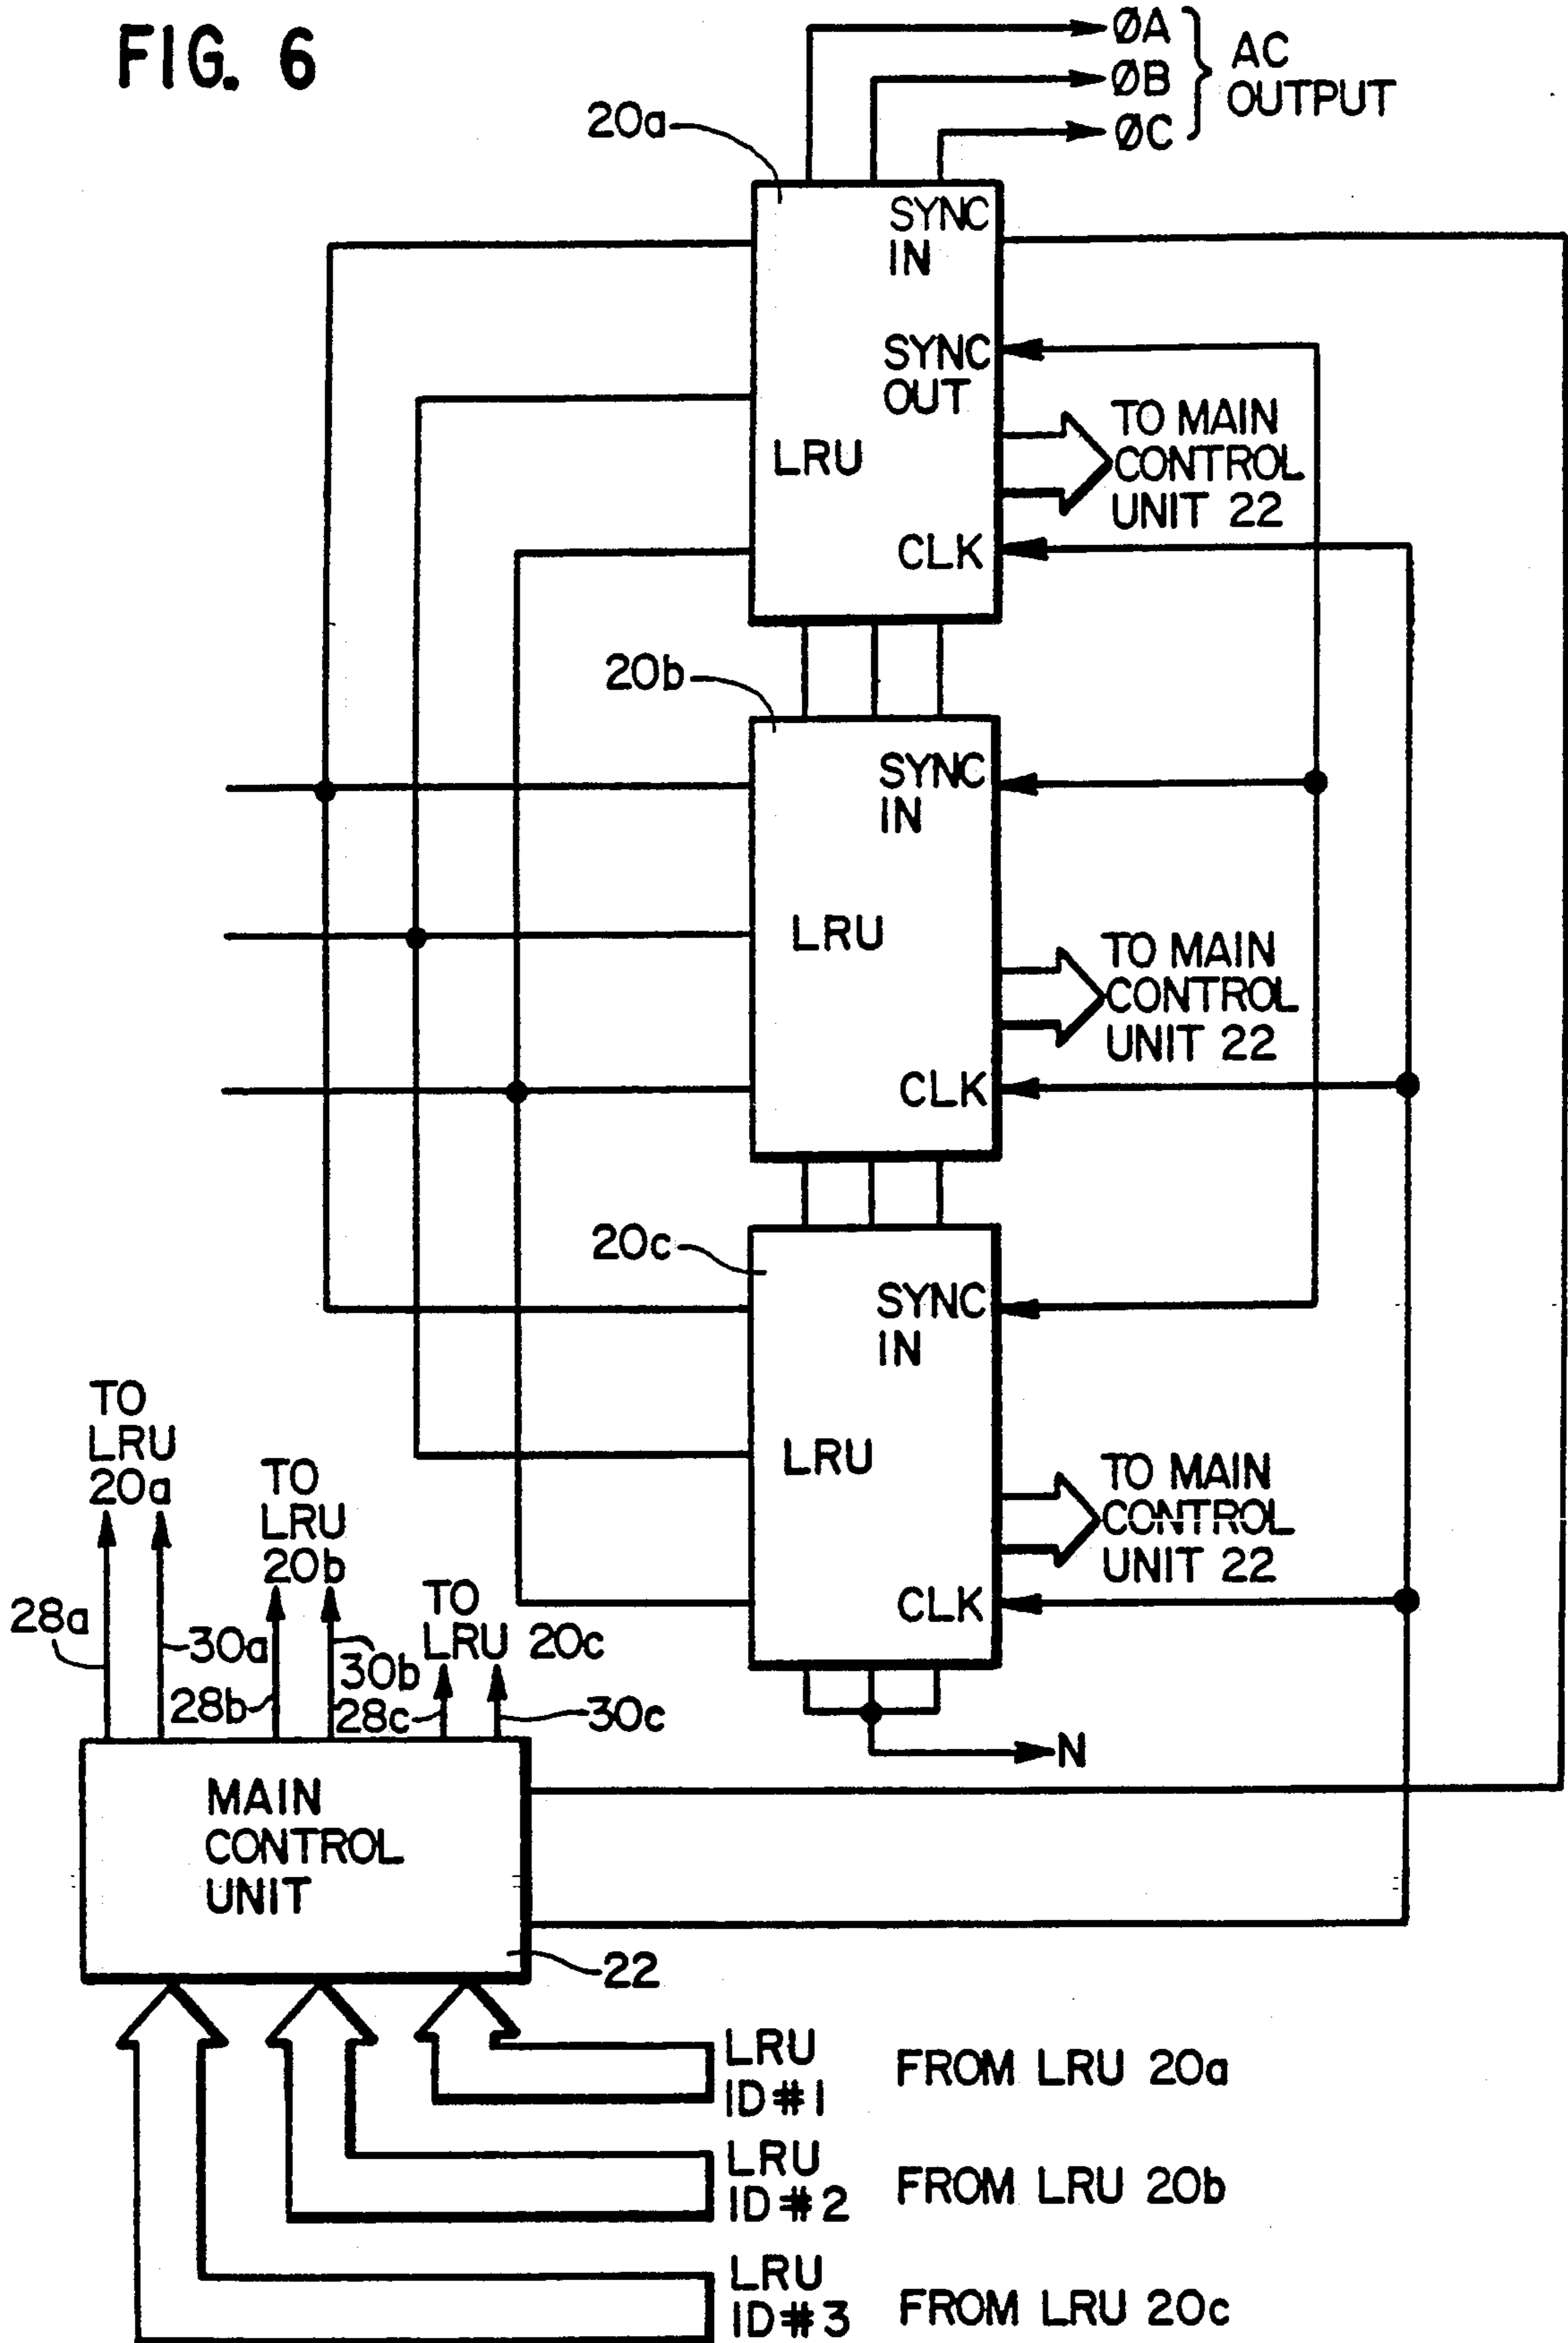 FIG. 6
ØA
ØB
ØC
AC
OUTPUT
20a
SYNC
IN
SYNC
OUT
LRU
CLK
TO MAIN
CONTROL
UNIT 22
20b
SYNC
IN
LRU
CLK
TO MAIN
CONTROL
UNIT 22
20c
SYNC
IN
LRU
CLK
TO MAIN
CONTROL
UNIT 22
N
TO
LRU
20a
TO
LRU
20b
TO
LRU 20c
28a
30a
28b
30b
28c
30c
MAIN
CONTROL
UNIT
22
LRU
ID#1
FROM LRU 20a
LRU
ID#2
FROM LRU 20b
LRU
ID#3
FROM LRU 20c